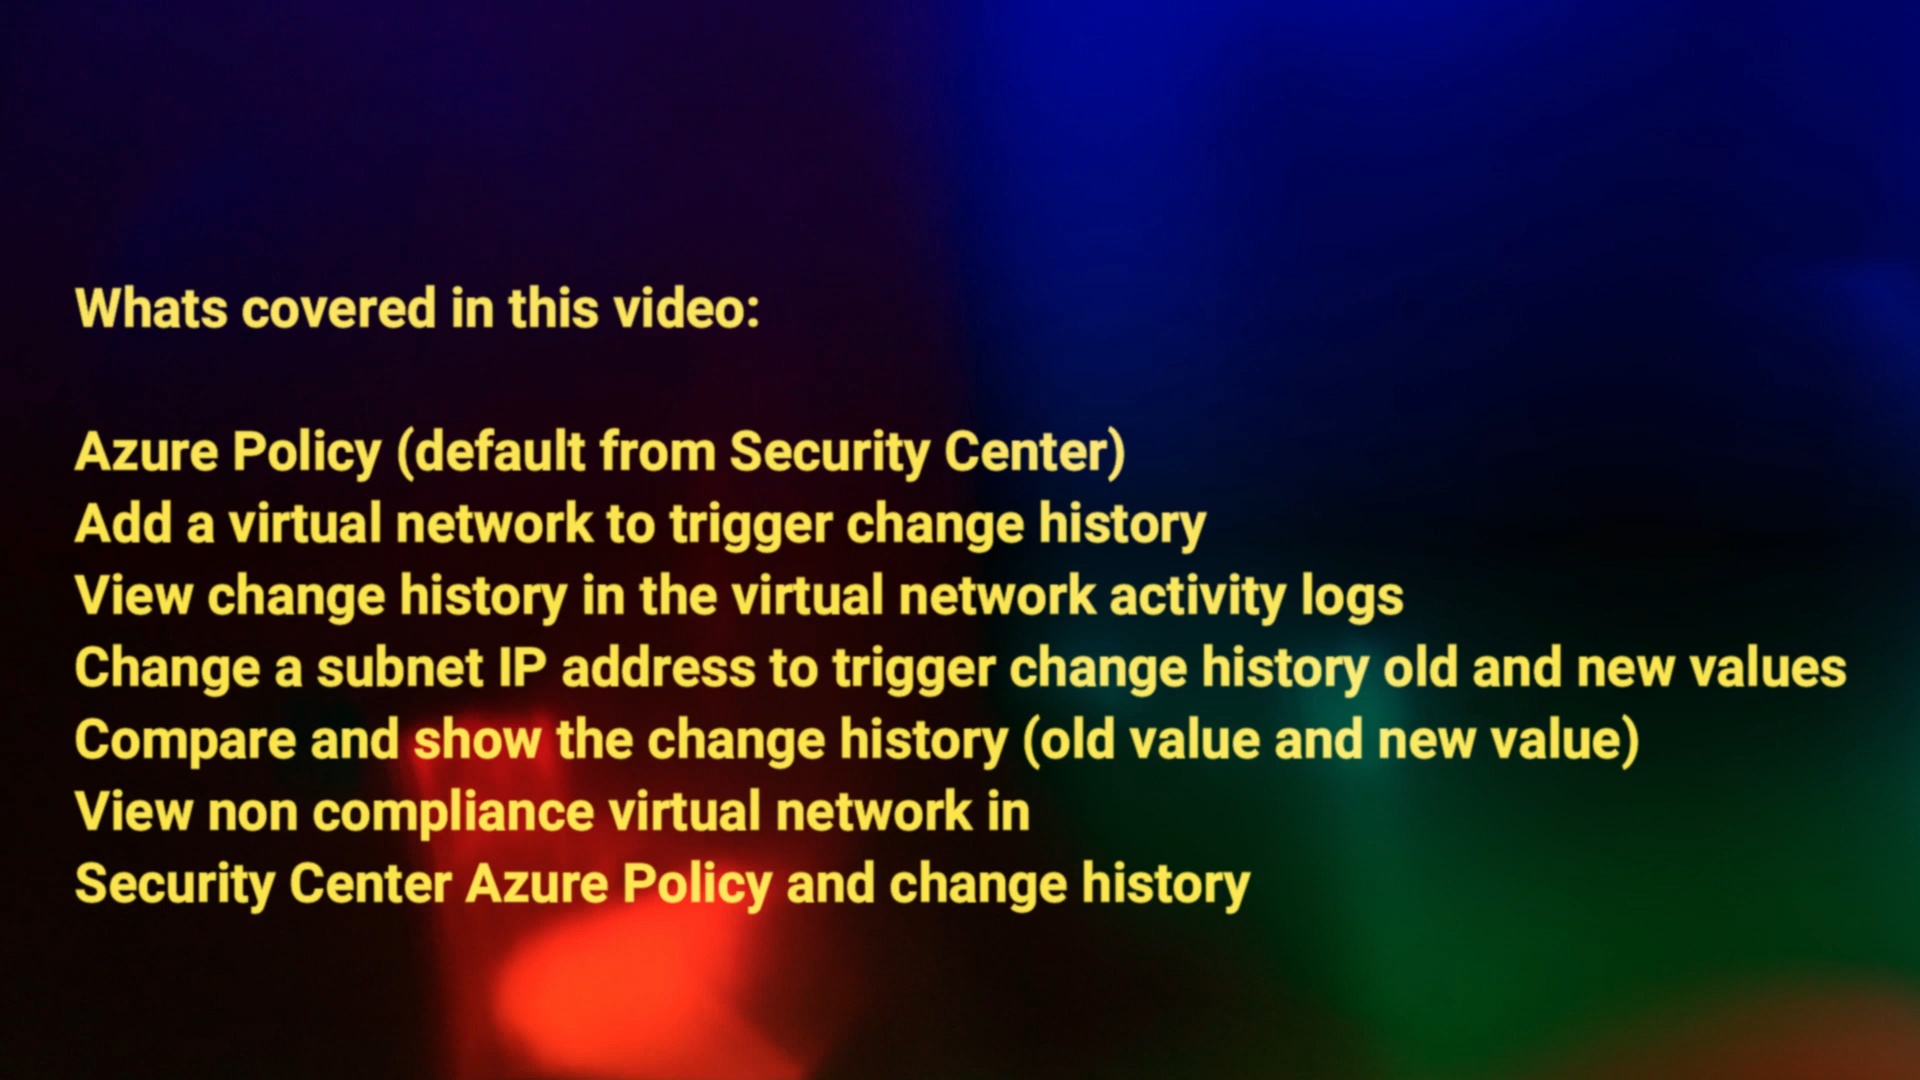 Whats covered in this video:
Azure Policy (default from Security Center)
Add a virtual network to trigger change history
View change history in the virtual network activity logs
Change a subnet IP address to trigger change history old and new values
Compare and show the change history (old value and new value)
View non compliance virtual network in
Security Center Azure Policy and change history